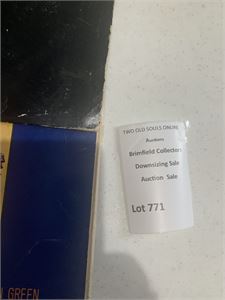 TWO OLD SOULS ONLINE
Auctions
Brimfield Collectors
Downsizing Sale
Auction Sale
Lot 771
GREEN